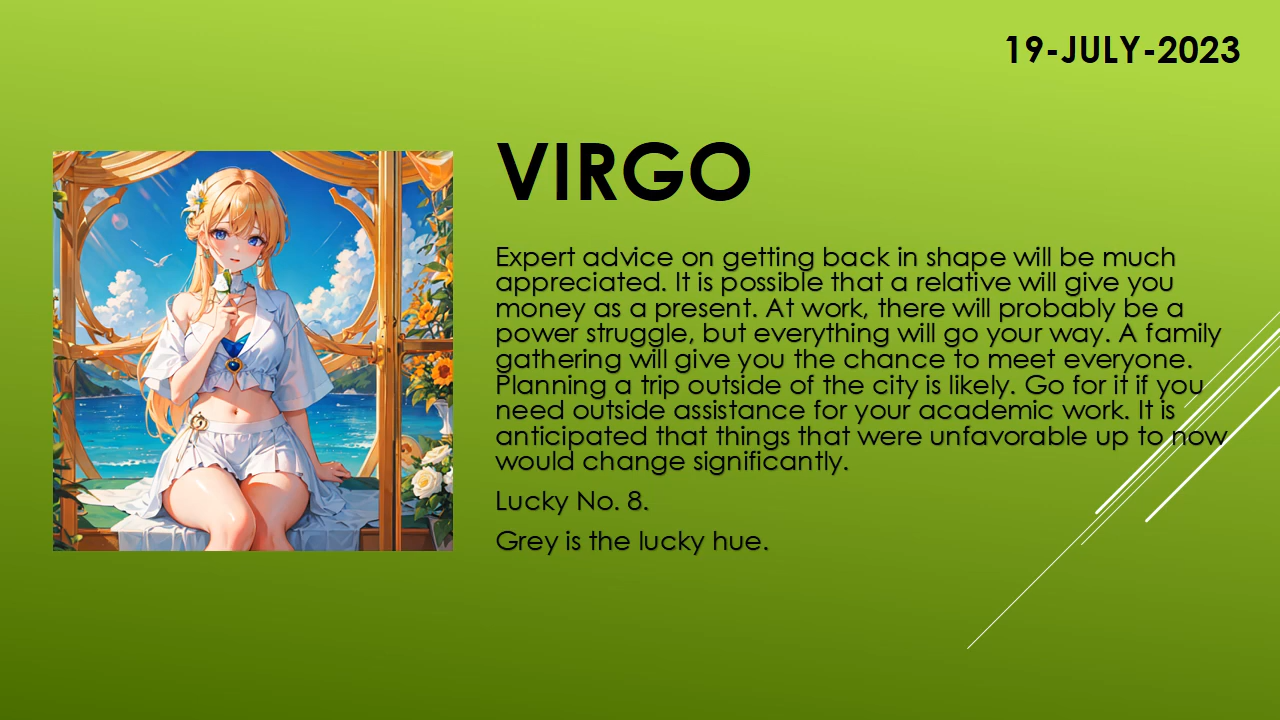 19-JULY-2023
VIRGO
Expert advice on getting back in shape will be much
appreciated. It is possible that a relative will give you
money as a present. At work, there will probably be a
power struggle, but everything will go your way. A family
gathering will give you the chance to meet everyone.
Planning a trip outside of the city is likely. Go for it if you
need outside assistance for your academic work. It is
anticipated that things that were unfavorable up to now
would change significantly.
Lucky No. 8.
Grey is the lucky hue.